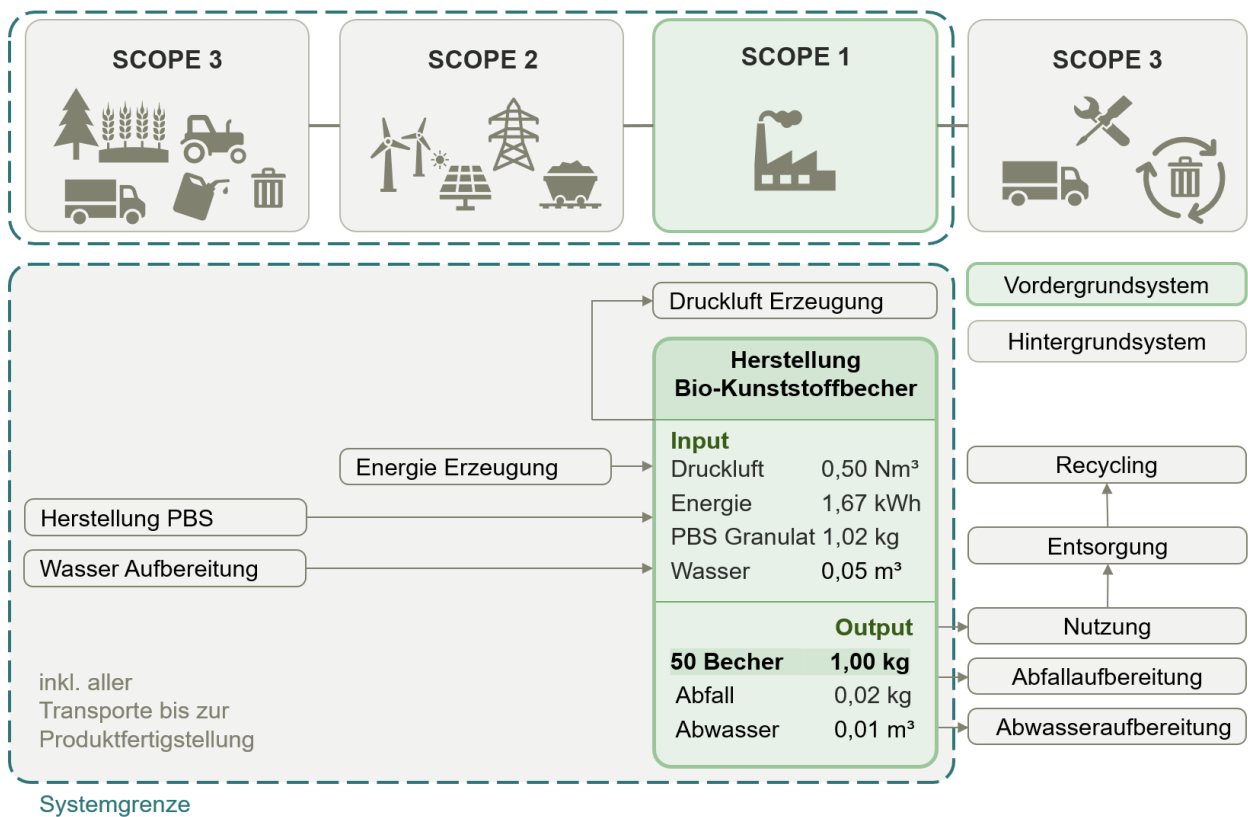 SCOPE 3
SCOPE 2
SCOPE 1
SCOPE 3
Druckluft Erzeugung
Vordergrundsystem
Hintergrundsystem
Herstellung
Bio-Kunststoffbecher
Input
Druckluft 0,50 Nm³
Energie 1,67 kWh
PBS Granulat 1,02 kg
Wasser 0,05 m³
Energie Erzeugung
Herstellung PBS
Wasser Aufbereitung
Output
50 Becher 1,00 kg
Abfall 0,02 kg
Abwasser 0,01 m³
Recycling
Entsorgung
Nutzung
Abfallaufbereitung
Abwasseraufbereitung
inkl. aller
Transporte bis zur
Produktfertigstellung
Systemgrenze